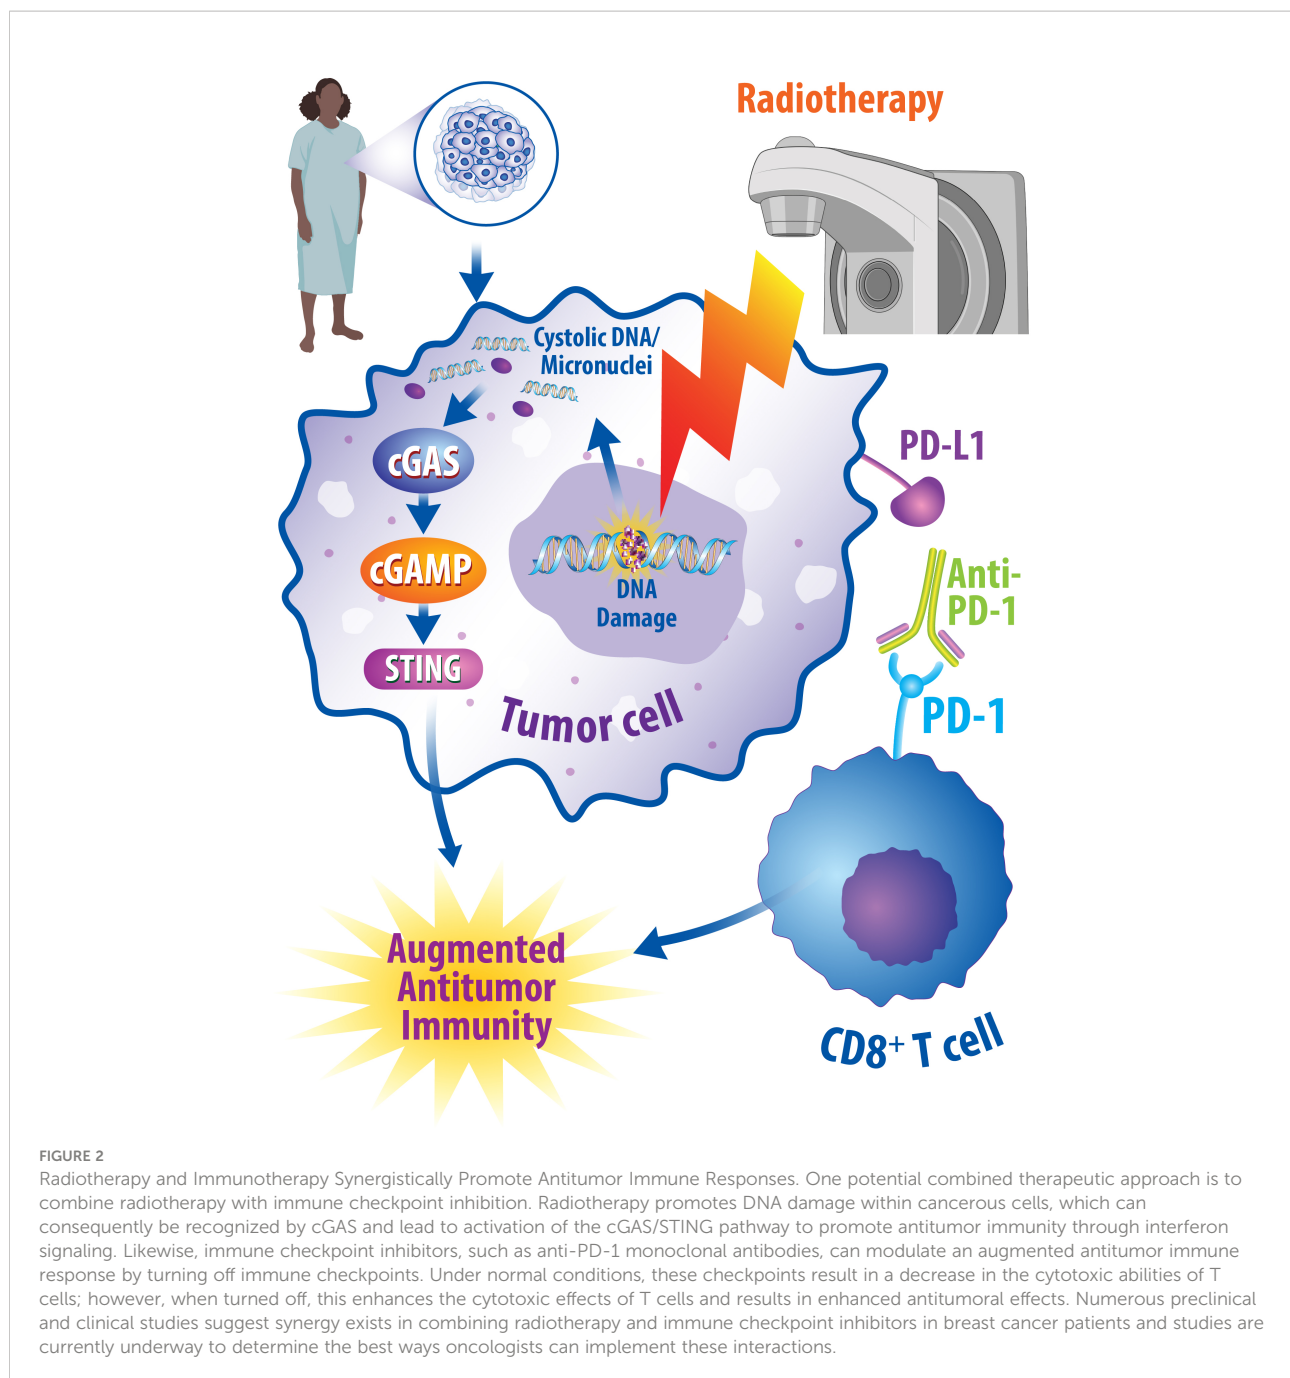 Radiotherapy
Cystolic DNA/
Micronuclei
cGAS
PD-L1
cGAMP
Anti-
PD-1
DNA
Damage
STING
Tumor cell
PD-1
Augmented
Antitumor
Immunity
CD8+ T cell
FIGURE 2
Radiotherapy and Immunotherapy Synergistically Promote Antitumor Immune Responses. One potential combined therapeutic approach is to
combine radiotherapy with immune checkpoint inhibition. Radiotherapy promotes DNA damage within cancerous cells, which can
consequently be recognized by cGAS and lead to activation of the cGAS/STING pathway to promote antitumor immunity through interferon
signaling. Likewise, immune checkpoint inhibitors, such as anti-PD-1 monoclonal antibodies, can modulate an augmented antitumor immune
response by turning off immune checkpoints. Under normal conditions, these checkpoints result in a decrease in the cytotoxic abilities of T
cells; however, when turned off, this enhances the cytotoxic effects of T cells and results in enhanced antitumoral effects. Numerous preclinical
and clinical studies suggest synergy exists in combining radiotherapy and immune checkpoint inhibitors in breast cancer patients and studies are
currently underway to determine the best ways oncologists can implement these interactions.